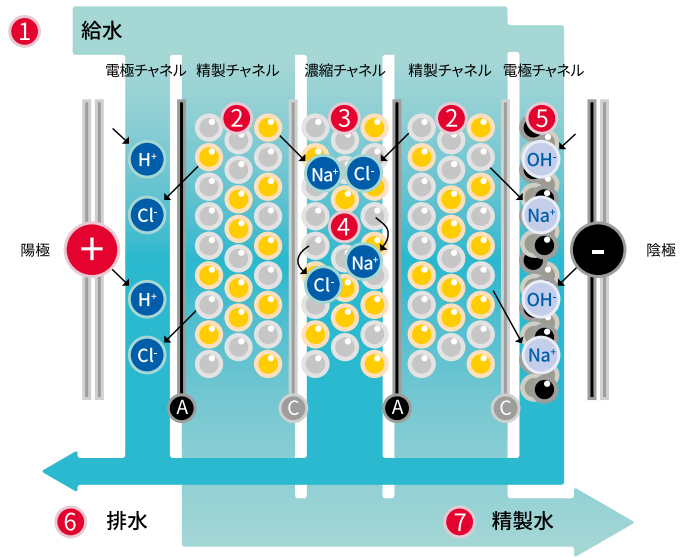 1 給水
電極チャネル 精製チャネル 濃縮チャネル 精製チャネル 電極チャネル
2 3 2 5
H+ Na+ Cl- OH-
Cl- Na+
陽極 + 4 - 陰極
Na+
H+ Cl- OH-
Cl- Na+
A C A C
6 排水 7 精製水